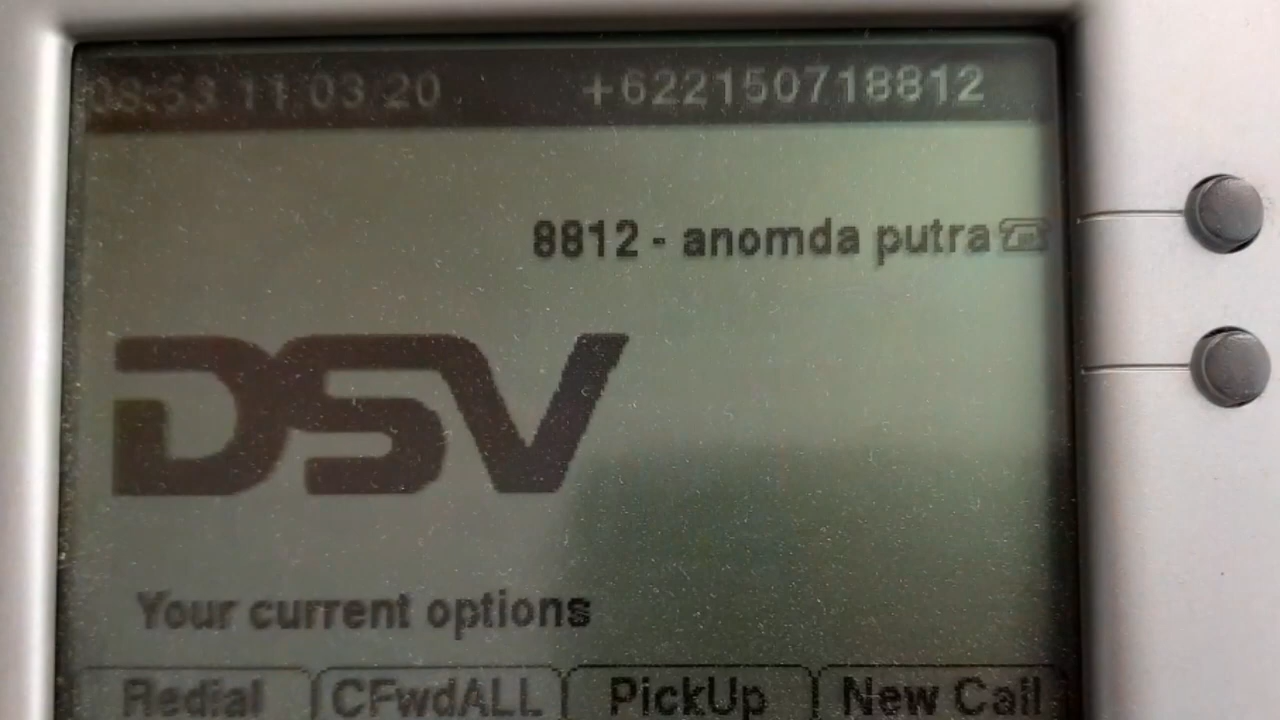 08:53 11.03.20 +622150718812
8812 - anomda putra
DSV
Your current options
Redial CFwdALL PickUp New Call